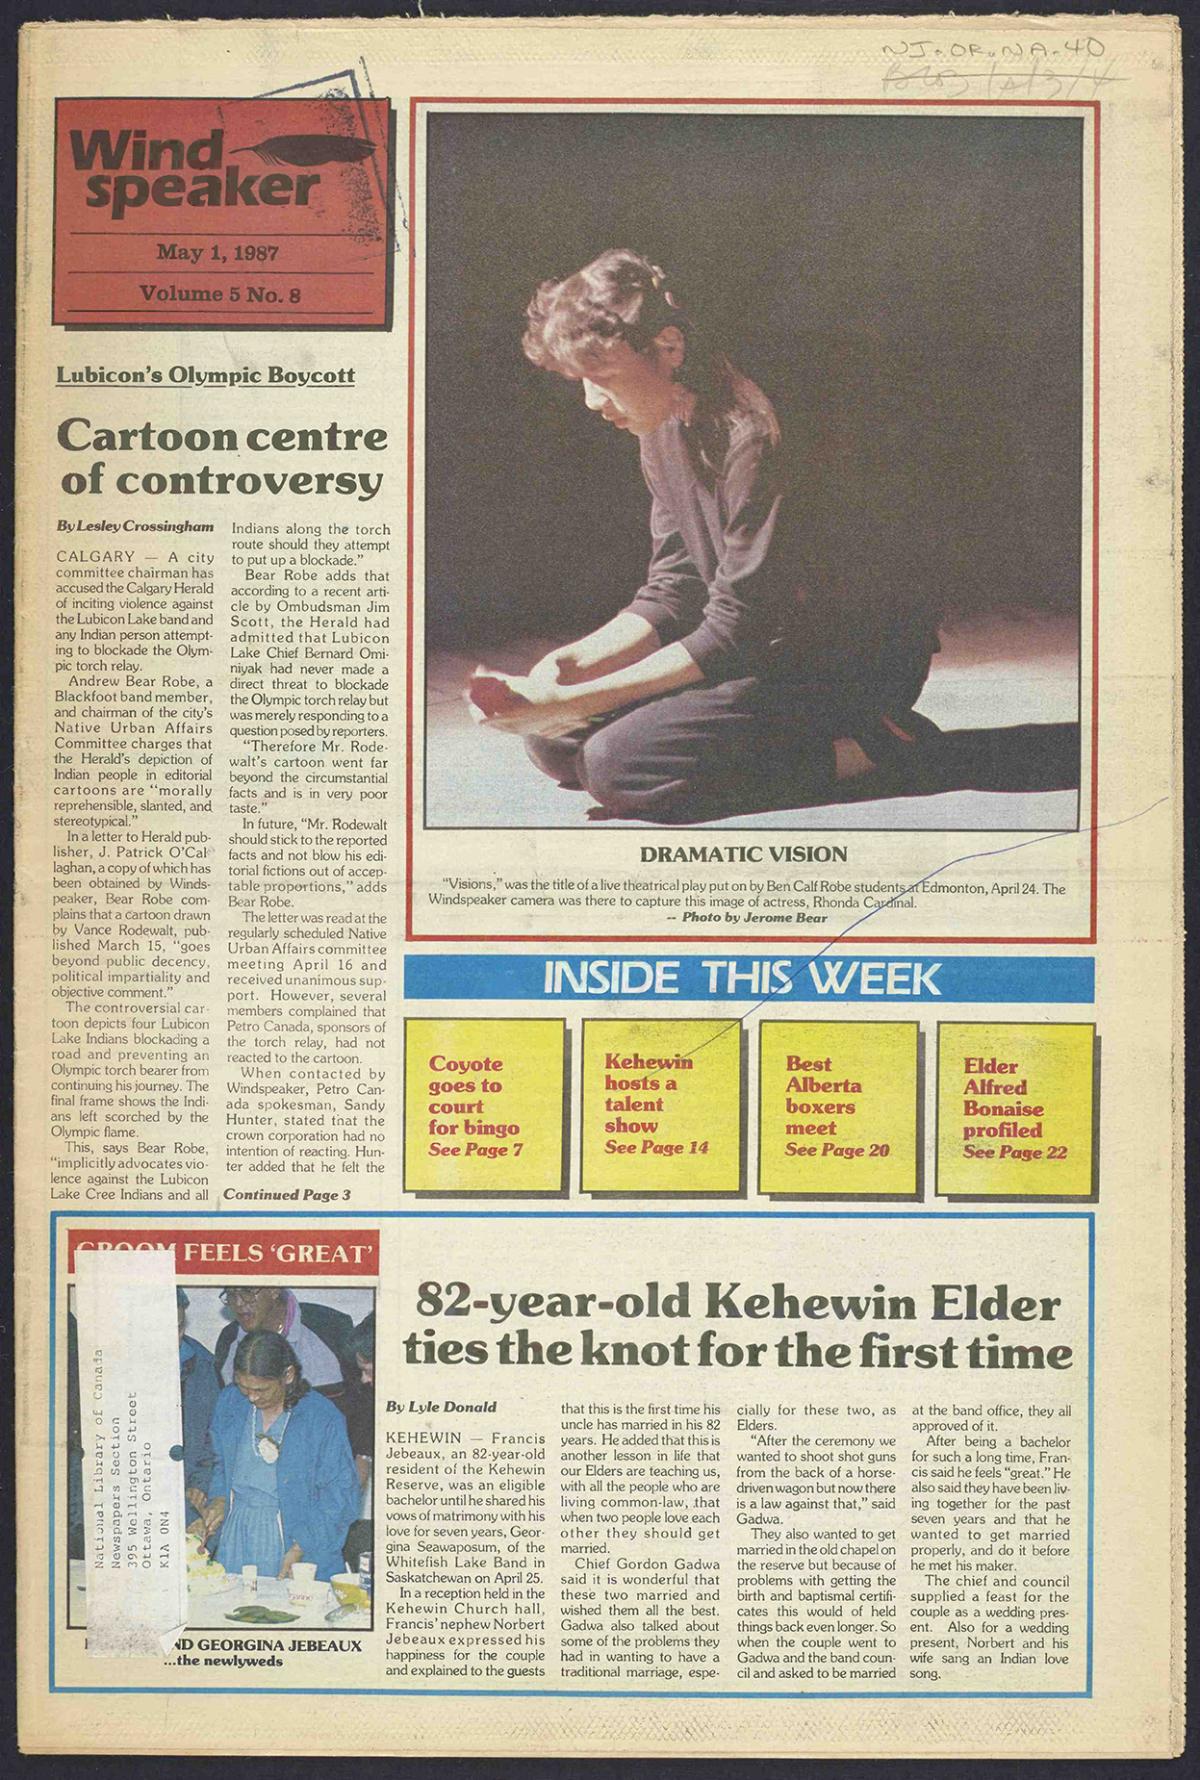 NJ.OR.NA-40
Wind
speaker
May 1, 1987
Volume 5 No. 8
Lubicon's Olympic Boycott
Cartoon centre
of controversy
By Lesley Crossingham
CALGARY — A city
committee chairman has
accused the Calgary Herald
of inciting violence against
the Lubicon Lake band and
any Indian person attempt-
ing to blockade the Olym-
pic torch relay.
Andrew Bear Robe, a
Blackfoot band member,
and chairman of the city's
Native Urban Affairs
Committee charges that
the Herald's depiction of
Indian people in editorial
cartoons are “morally
reprehensible, slanted, and
stereotypical.”
In a letter to Herald pub-
lisher, J. Patrick O'Cal-
laghan, a copy of which has
been obtained by Winds-
peaker, Bear Robe com-
plains that a cartoon drawn
by Vance Rodewalt, pub-
lished March 15, “goes
beyond public decency,
political impartiality and
objective comment.”
The controversial car-
toon depicts four Lubicon
Lake Indians blockading a
road and preventing an
Olympic torch bearer from
continuing his journey. The
final frame shows the Indi-
ans left scorched by the
Olympic flame.
This, says Bear Robe,
“implicitly advocates vio-
lence against the Lubicon
Lake Cree Indians and all
Indians along the torch
route should they attempt
to put up a blockade.”
Bear Robe adds that
according to a recent arti-
cle by Ombudsman Jim
Scott, the Herald had
admitted that Lubicon
Lake Chief Bernard Omi-
niyak had never made a
direct threat to blockade
the Olympic torch relay but
was merely responding to a
question posed by reporters.
“Therefore Mr. Rode-
walt's cartoon went far
beyond the circumstantial
facts and is in very poor
taste.”
In future, “Mr. Rodewalt
should stick to the reported
facts and not blow his edi-
torial fictions out of accep-
table proportions,” adds
Bear Robe.
The letter was read at the
regularly scheduled Native
Urban Affairs committee
meeting April 16 and
received unanimous sup-
port. However, several
members complained that
Petro Canada, sponsors of
the torch relay, had not
reacted to the cartoon.
When contacted by
Windspeaker, Petro Can-
ada spokesman, Sandy
Hunter, stated that the
crown corporation had no
intention of reacting. Hun-
ter added that he felt the
Continued Page 3
DRAMATIC VISION
“Visions,” was the title of a live theatrical play put on by Ben Calf Robe students at Edmonton, April 24. The
Windspeaker camera was there to capture this image of actress, Rhonda Cardinal.
-- Photo by Jerome Bear
INSIDE THIS WEEK
Coyote
goes to
court
for bingo
See Page 7
Kehewin
hosts a
talent
show
See Page 14
Best
Alberta
boxers
meet
See Page 20
Elder
Alfred
Bonaise
profiled
See Page 22
GROOM FEELS ‘GREAT’
National Library of Canada
Newspapers Section
395 Wellington Street
Ottawa, Ontario
K1A 0N4
ND GEORGINA JEBEAUX
...the newlyweds
82-year-old Kehewin Elder
ties the knot for the first time
By Lyle Donald
KEHEWIN — Francis
Jebeaux, an 82-year-old
resident of the Kehewin
Reserve, was an eligible
bachelor until he shared his
vows of matrimony with his
love for seven years, Geor-
gina Seawaposum, of the
Whitefish Lake Band in
Saskatchewan on April 25.
In a reception held in the
Kehewin Church hall,
Francis' nephew Norbert
Jebeaux expressed his
happiness for the couple
and explained to the guests
that this is the first time his
uncle has married in his 82
years. He added that this is
another lesson in life that
our Elders are teaching us,
with all the people who are
living common-law, that
when two people love each
other they should get
married.
Chief Gordon Gadwa
said it is wonderful that
these two married and
wished them all the best.
Gadwa also talked about
some of the problems they
had in wanting to have a
traditional marriage, espe-
cially for these two, as
Elders.
“After the ceremony we
wanted to shoot shot guns
from the back of a horse-
driven wagon but now there
is a law against that,” said
Gadwa.
They also wanted to get
married in the old chapel on
the reserve but because of
problems with getting the
birth and baptismal certifi-
cates this would of held
things back even longer. So
when the couple went to
Gadwa and the band coun-
cil and asked to be married
at the band office, they all
approved of it.
After being a bachelor
for such a long time, Fran-
cis said he feels “great.” He
also said they have been liv-
ing together for the past
seven years and that he
wanted to get married
properly, and do it before
he met his maker.
The chief and council
supplied a feast for the
couple as a wedding pres-
ent. Also for a wedding
present, Norbert and his
wife sang an Indian love
song.